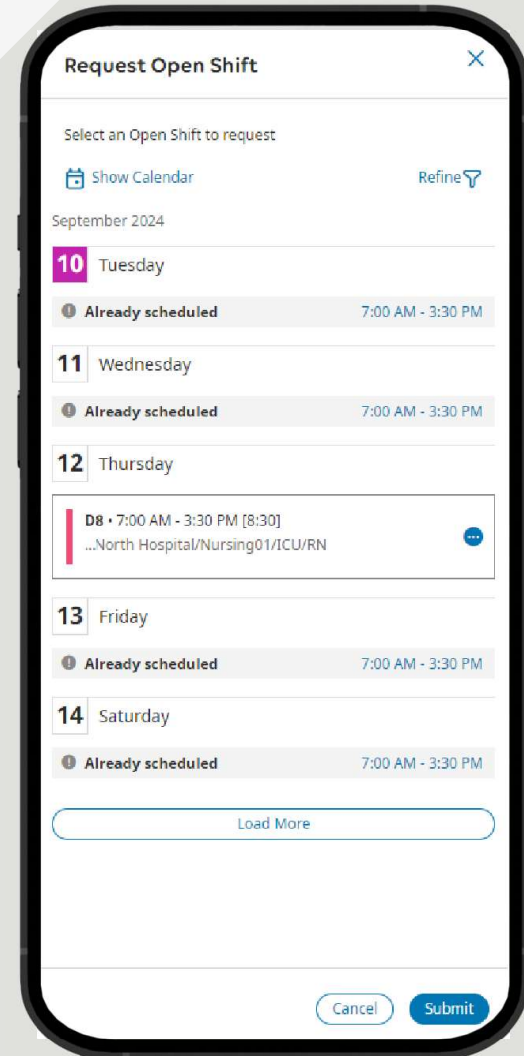 Request Open Shift
Select an Open Shift to request
Show Calendar Refine
September 2024
10 Tuesday
Already scheduled 7:00 AM - 3:30 PM
11 Wednesday
Already scheduled 7:00 AM - 3:30 PM
12 Thursday
D8 • 7:00 AM - 3:30 PM [8:30]
...North Hospital/Nursing01/ICU/RN
13 Friday
Already scheduled 7:00 AM - 3:30 PM
14 Saturday
Already scheduled 7:00 AM - 3:30 PM
Load More
Cancel Submit